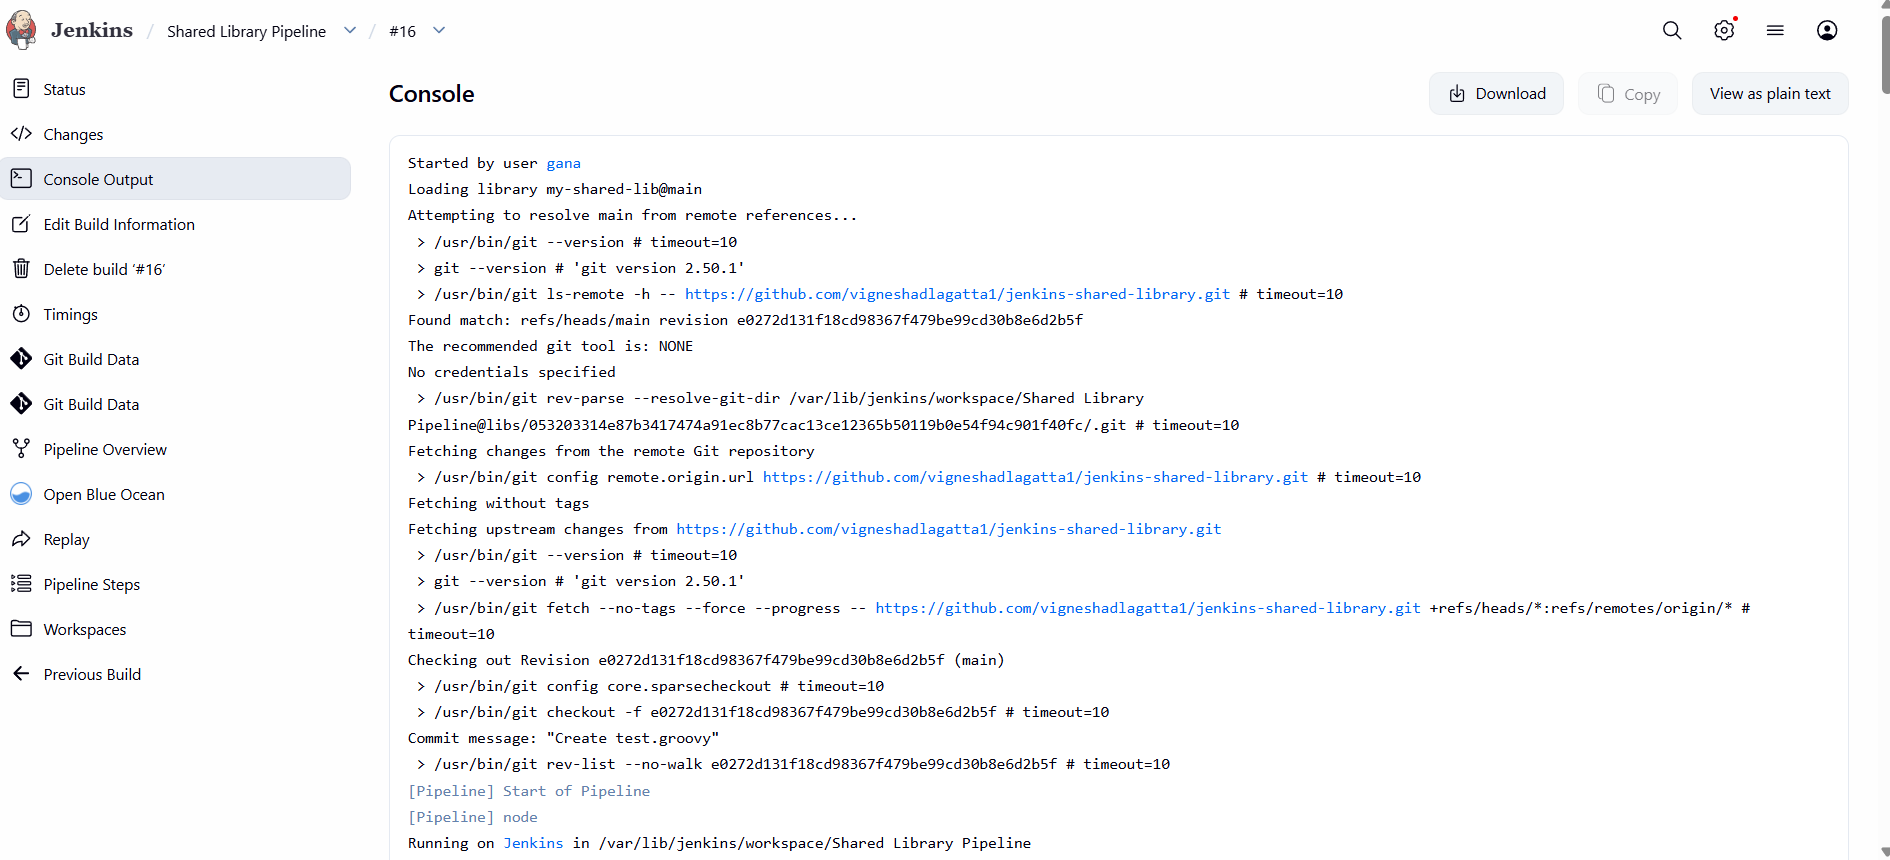 Jenkins / Shared Library Pipeline / #16
Status
Changes
Console Output
Edit Build Information
Delete build ‘#16’
Timings
Git Build Data
Git Build Data
Pipeline Overview
Open Blue Ocean
Replay
Pipeline Steps
Workspaces
Previous Build
Console
Download
Copy
View as plain text
Started by user gana
Loading library my-shared-lib@main
Attempting to resolve main from remote references...
 > /usr/bin/git --version # timeout=10
 > git --version # 'git version 2.50.1'
 > /usr/bin/git ls-remote -h -- https://github.com/vigneshadlagatta1/jenkins-shared-library.git # timeout=10
Found match: refs/heads/main revision e0272d131f18cd98367f479be99cd30b8e6d2b5f
The recommended git tool is: NONE
No credentials specified
 > /usr/bin/git rev-parse --resolve-git-dir /var/lib/jenkins/workspace/Shared Library
Pipeline@libs/053203314e87b3417474a91ec8b77cac13ce12365b50119b0e54f94c901f40fc/.git # timeout=10
Fetching changes from the remote Git repository
 > /usr/bin/git config remote.origin.url https://github.com/vigneshadlagatta1/jenkins-shared-library.git # timeout=10
Fetching without tags
Fetching upstream changes from https://github.com/vigneshadlagatta1/jenkins-shared-library.git
 > /usr/bin/git --version # timeout=10
 > git --version # 'git version 2.50.1'
 > /usr/bin/git fetch --no-tags --force --progress -- https://github.com/vigneshadlagatta1/jenkins-shared-library.git +refs/heads/*:refs/remotes/origin/* #
timeout=10
Checking out Revision e0272d131f18cd98367f479be99cd30b8e6d2b5f (main)
 > /usr/bin/git config core.sparsecheckout # timeout=10
 > /usr/bin/git checkout -f e0272d131f18cd98367f479be99cd30b8e6d2b5f # timeout=10
Commit message: "Create test.groovy"
 > /usr/bin/git rev-list --no-walk e0272d131f18cd98367f479be99cd30b8e6d2b5f # timeout=10
[Pipeline] Start of Pipeline
[Pipeline] node
Running on Jenkins in /var/lib/jenkins/workspace/Shared Library Pipeline